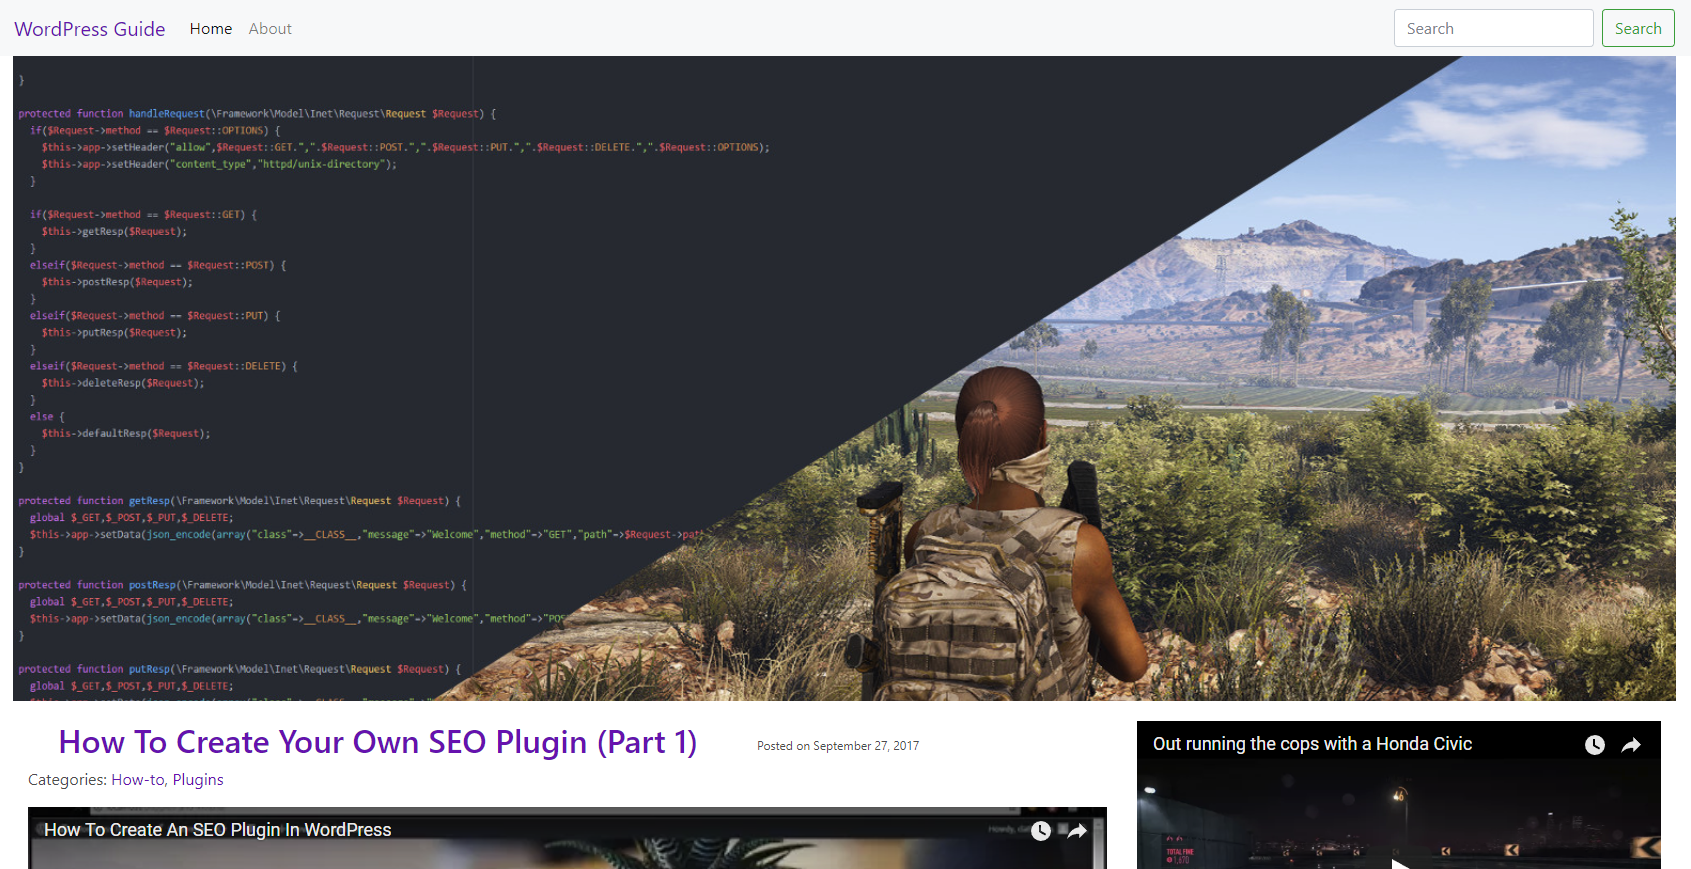 WordPress Guide Home About Search Search
}
protected function handleRequest(\Framework\Model\Inet\Request\Request $Request) {
if($Request->method == $Request::OPTIONS) {
$this->app->setHeader("allow",$Request::GET.",".$Request::POST.",".$Request::PUT.",".$Request::DELETE.",".$Request::OPTIONS);
$this->app->setHeader("content_type","httpd/unix-directory");
}
if($Request->method == $Request::GET) {
$this->getResp($Request);
}
elseif($Request->method == $Request::POST) {
$this->postResp($Request);
}
elseif($Request->method == $Request::PUT) {
$this->putResp($Request);
}
elseif($Request->method == $Request::DELETE) {
$this->deleteResp($Request);
}
else {
$this->defaultResp($Request);
}
}
protected function getResp(\Framework\Model\Inet\Request\Request $Request) {
global $_GET,$_POST,$_PUT,$_DELETE;
$this->app->setData(json_encode(array("class"=>__CLASS__,"message"=>"Welcome","method"=>"GET","path"=>$Request->pat
}
protected function postResp(\Framework\Model\Inet\Request\Request $Request) {
global $_GET,$_POST,$_PUT,$_DELETE;
$this->app->setData(json_encode(array("class"=>__CLASS__,"message"=>"Welcome","method"=>"POS
}
protected function putResp(\Framework\Model\Inet\Request\Request $Request) {
global $_GET,$_POST,$_PUT,$_DELETE;
How To Create Your Own SEO Plugin (Part 1) Posted on September 27, 2017
Categories: How-to, Plugins
How To Create An SEO Plugin In WordPress
Out running the cops with a Honda Civic
TOTAL FINE
1,670